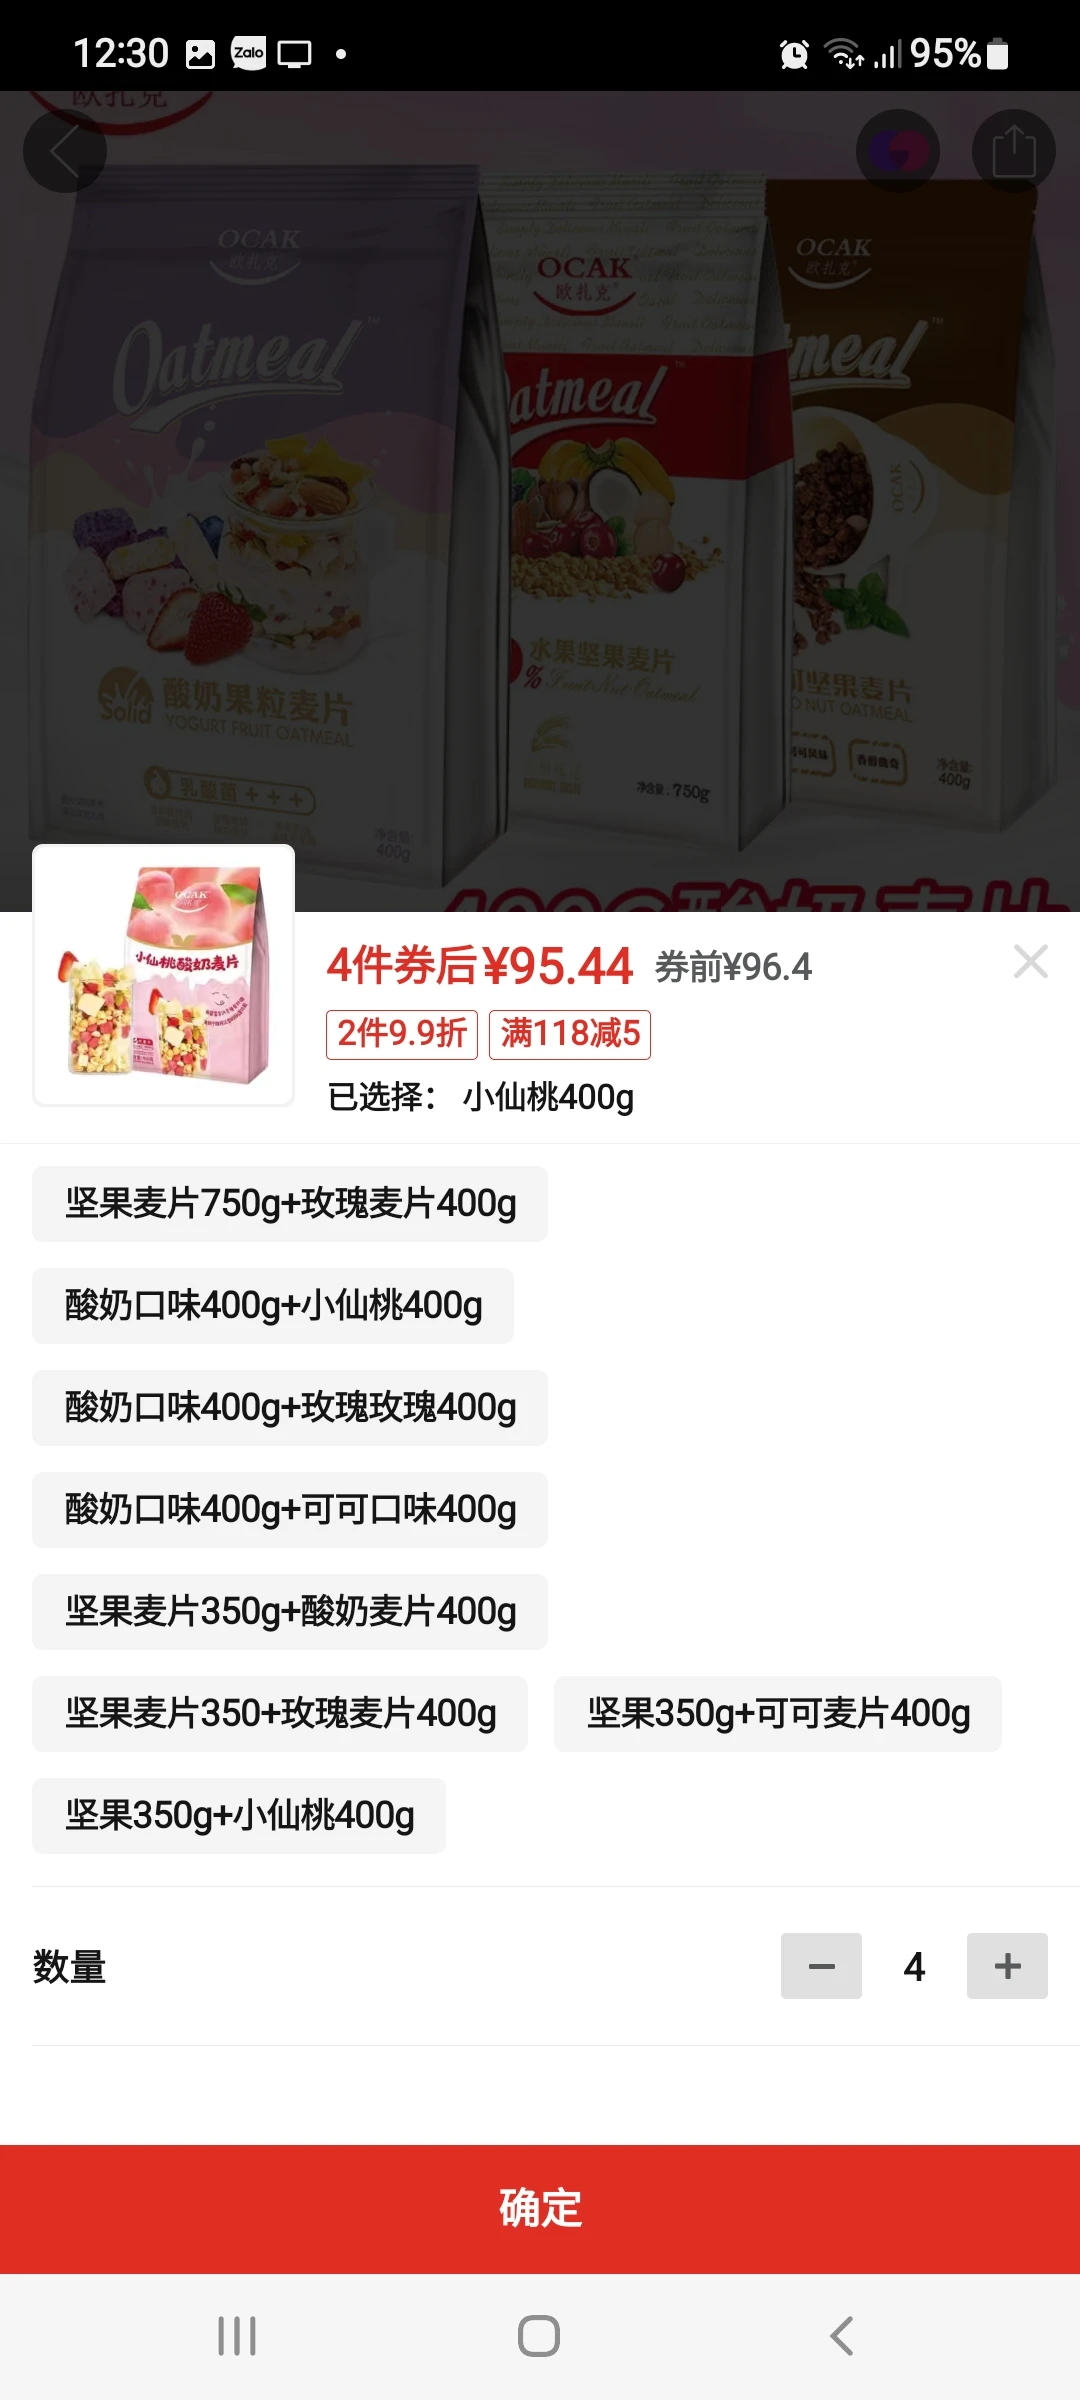 12:30
Zalo
95%
欧扎克
OCAK
欧扎克
Oatmeal
酸奶果粒麦片
Solid
YOGURT FRUIT OATMEAL
乳酸菌+++
净含量:
400g
OCAK
欧扎克
atmeal
水果坚果麦片
% Fruit Nut Oatmeal
净含量:750g
OCAK
欧扎克
meal
OCAK
坚果麦片
NUT OATMEAL
香醇曲奇
净含量:
400g
OCAK
小仙桃酸奶麦片
4件券后¥95.44 券前¥96.4
2件9.9折 满118减5
已选择: 小仙桃400g
坚果麦片750g+玫瑰麦片400g
酸奶口味400g+小仙桃400g
酸奶口味400g+玫瑰玫瑰400g
酸奶口味400g+可可口味400g
坚果麦片350g+酸奶麦片400g
坚果麦片350+玫瑰麦片400g 坚果350g+可可麦片400g
坚果350g+小仙桃400g
数量 4
确定